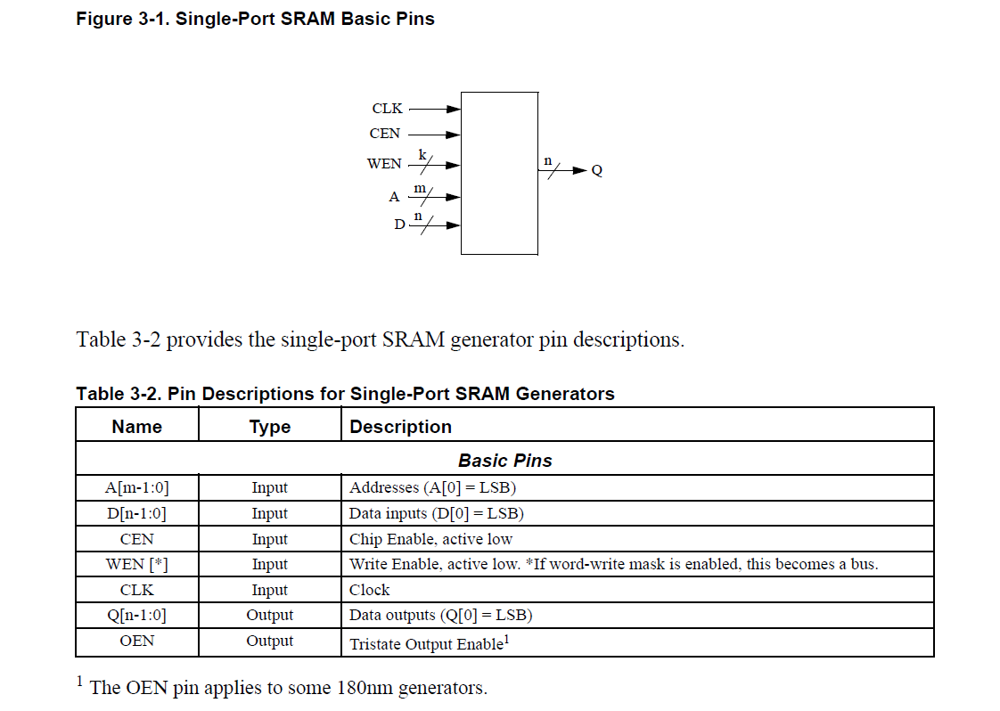 Figure 3-1. Single-Port SRAM Basic Pins
CLK
CEN
WEN k
A m
D n
n Q
Table 3-2 provides the single-port SRAM generator pin descriptions.
Table 3-2. Pin Descriptions for Single-Port SRAM Generators
Name Type Description
Basic Pins
A[m-1:0] Input Addresses (A[0] = LSB)
D[n-1:0] Input Data inputs (D[0] = LSB)
CEN Input Chip Enable, active low
WEN [*] Input Write Enable, active low. *If word-write mask is enabled, this becomes a bus.
CLK Input Clock
Q[n-1:0] Output Data outputs (Q[0] = LSB)
OEN Output Tristate Output Enable¹
¹ The OEN pin applies to some 180nm generators.